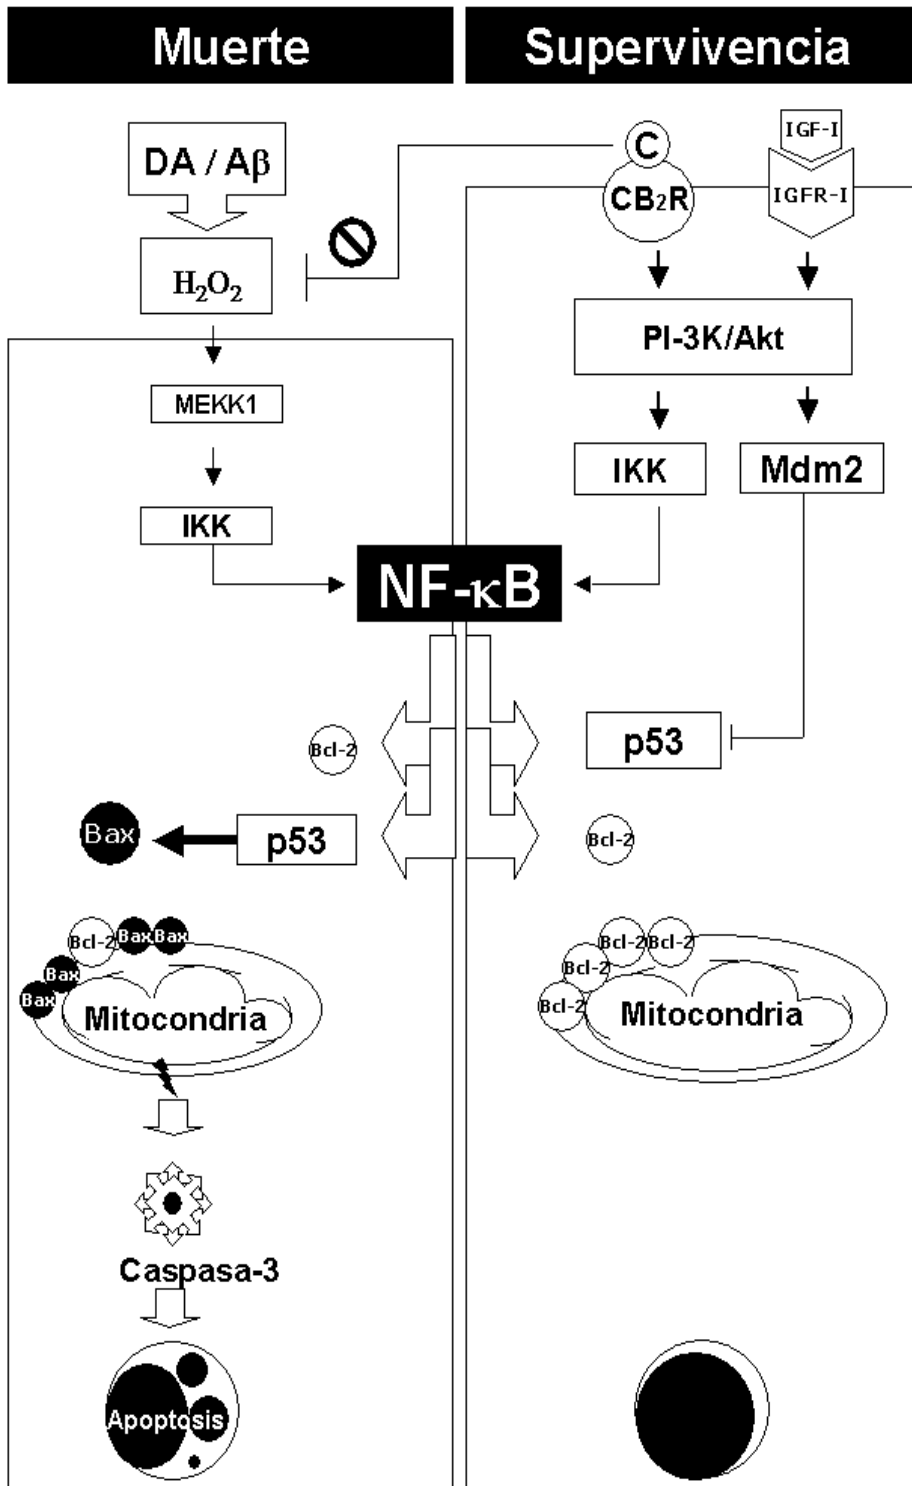 Muerte
Supervivencia
DA / Aβ
H₂O₂
MEKK1
IKK
C
CB₂R
IGF-I
IGFR-I
PI-3K/Akt
IKK
Mdm2
NF-κB
Bcl-2
p53
Bax
p53
Bcl-2
Bcl-2
Bax
Bax
Bax
Bax
Mitocondria
Bcl-2
Bcl-2
Bcl-2
Bcl-2
Mitocondria
Caspasa-3
Apoptosis